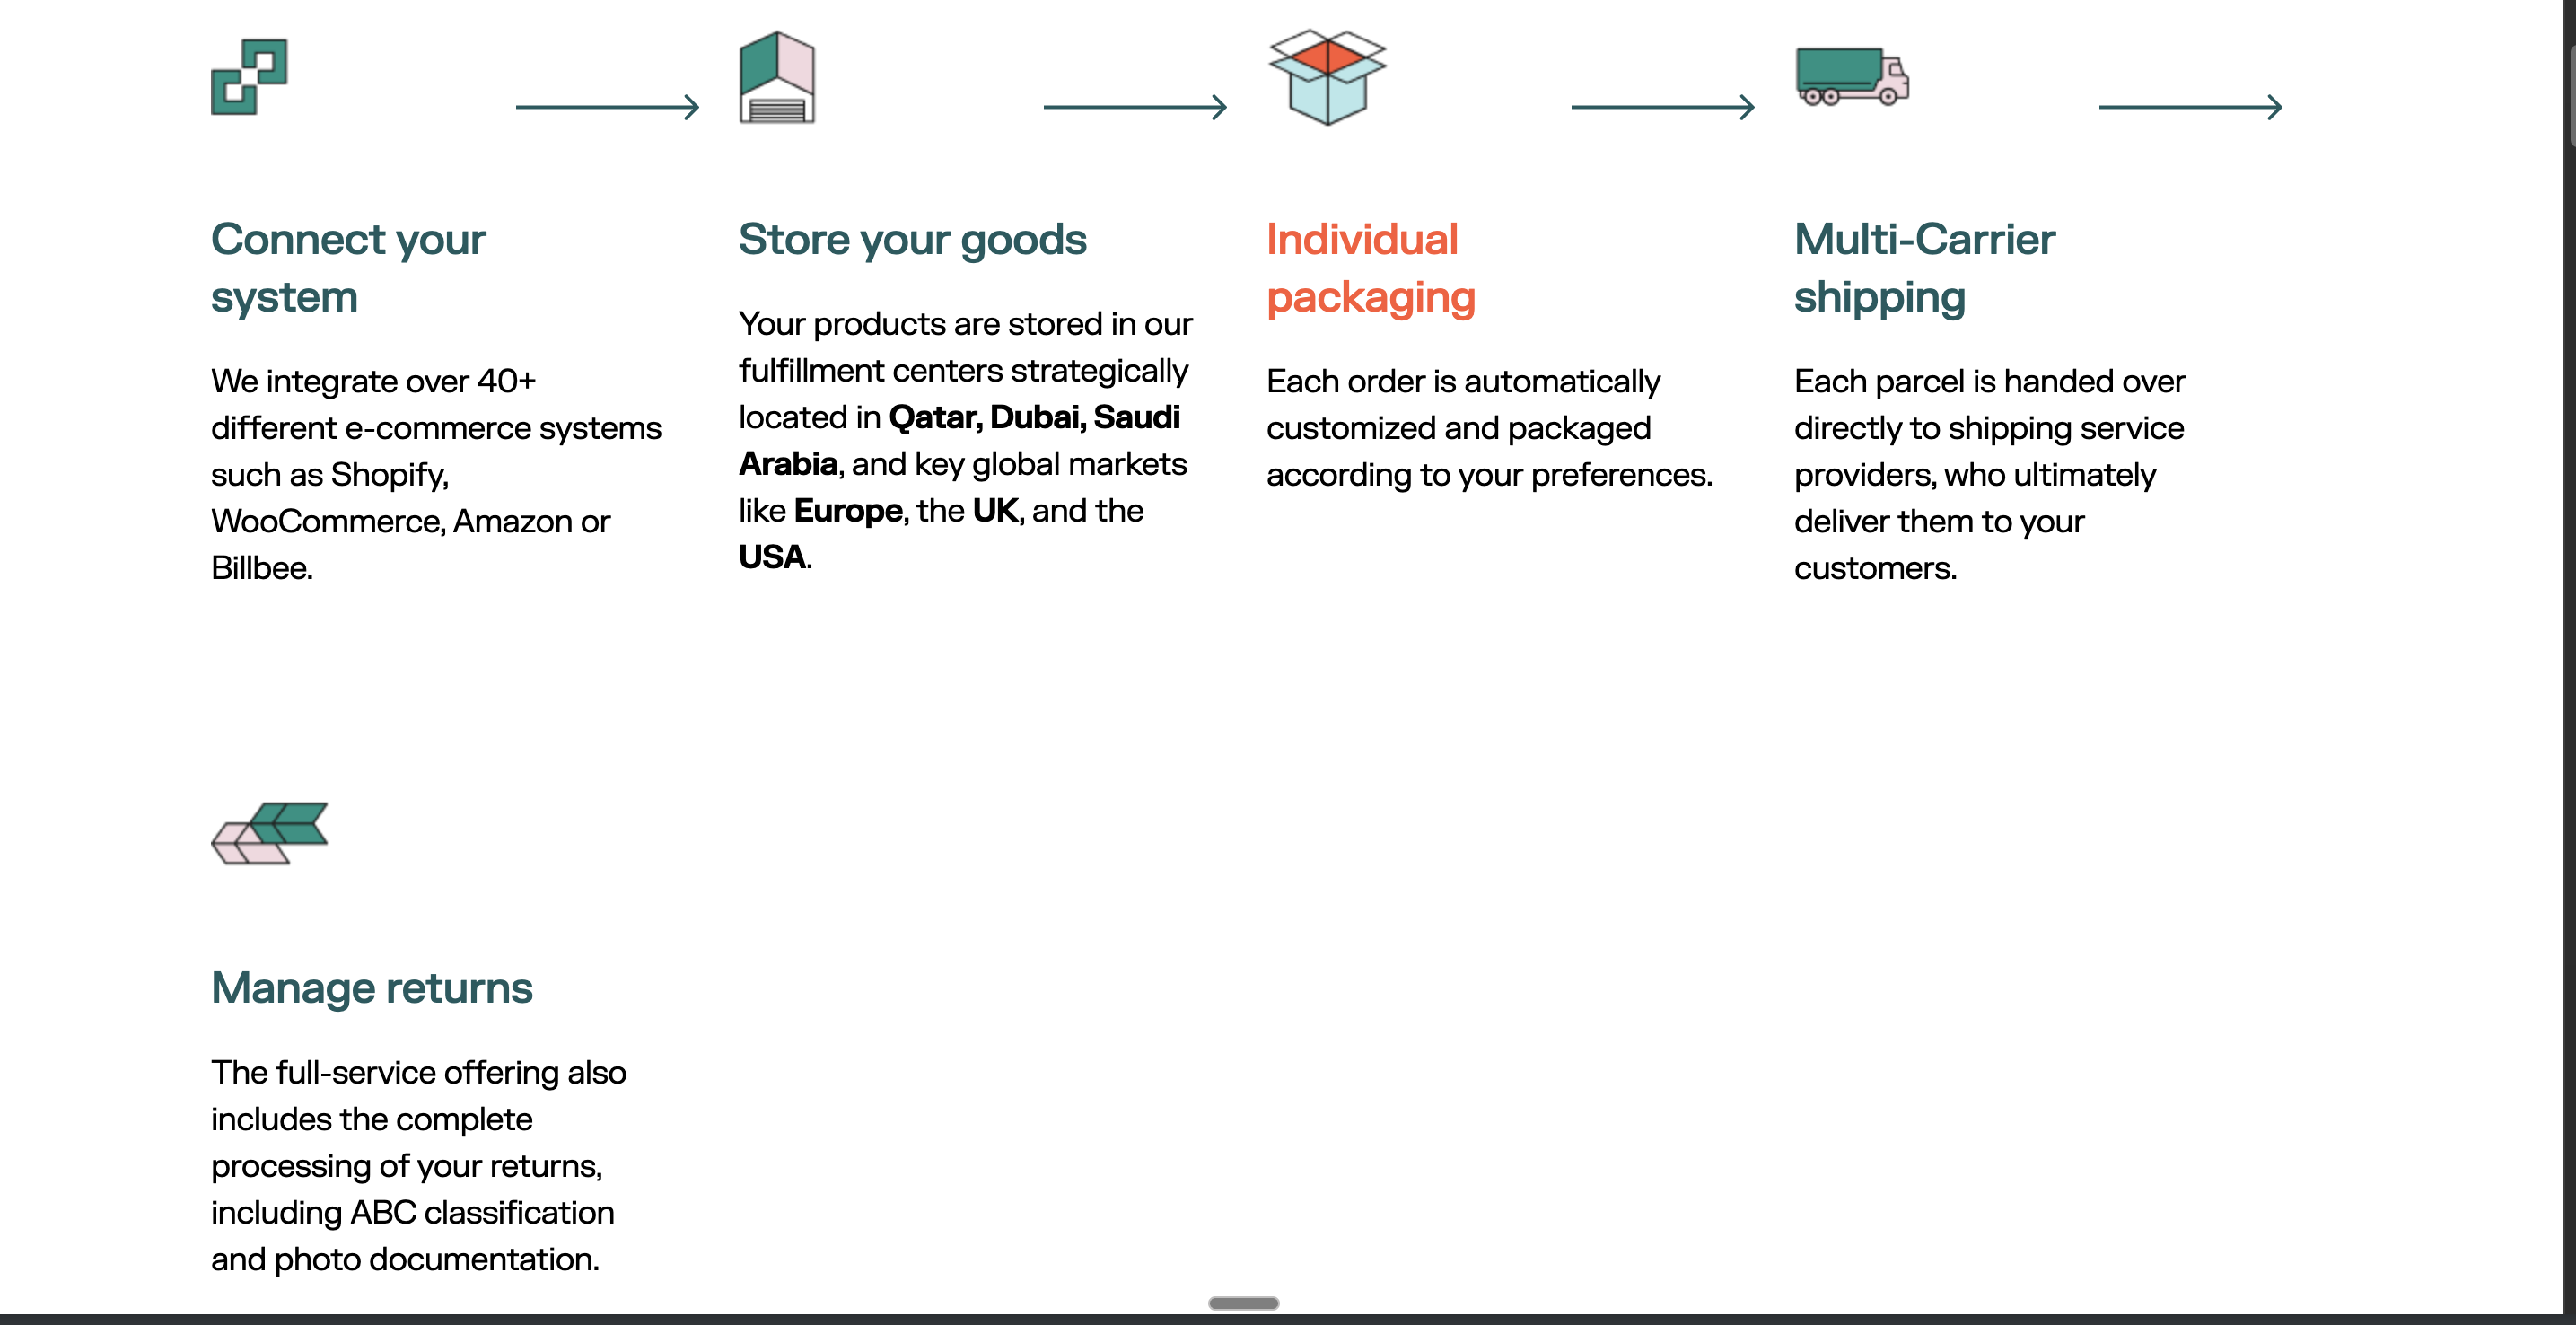 Connect your
system
We integrate over 40+
different e-commerce systems
such as Shopify,
WooCommerce, Amazon or
Billbee.
Store your goods
Your products are stored in our
fulfillment centers strategically
located in Qatar, Dubai, Saudi
Arabia, and key global markets
like Europe, the UK, and the
USA.
Individual
packaging
Each order is automatically
customized and packaged
according to your preferences.
Multi-Carrier
shipping
Each parcel is handed over
directly to shipping service
providers, who ultimately
deliver them to your
customers.
Manage returns
The full-service offering also
includes the complete
processing of your returns,
including ABC classification
and photo documentation.